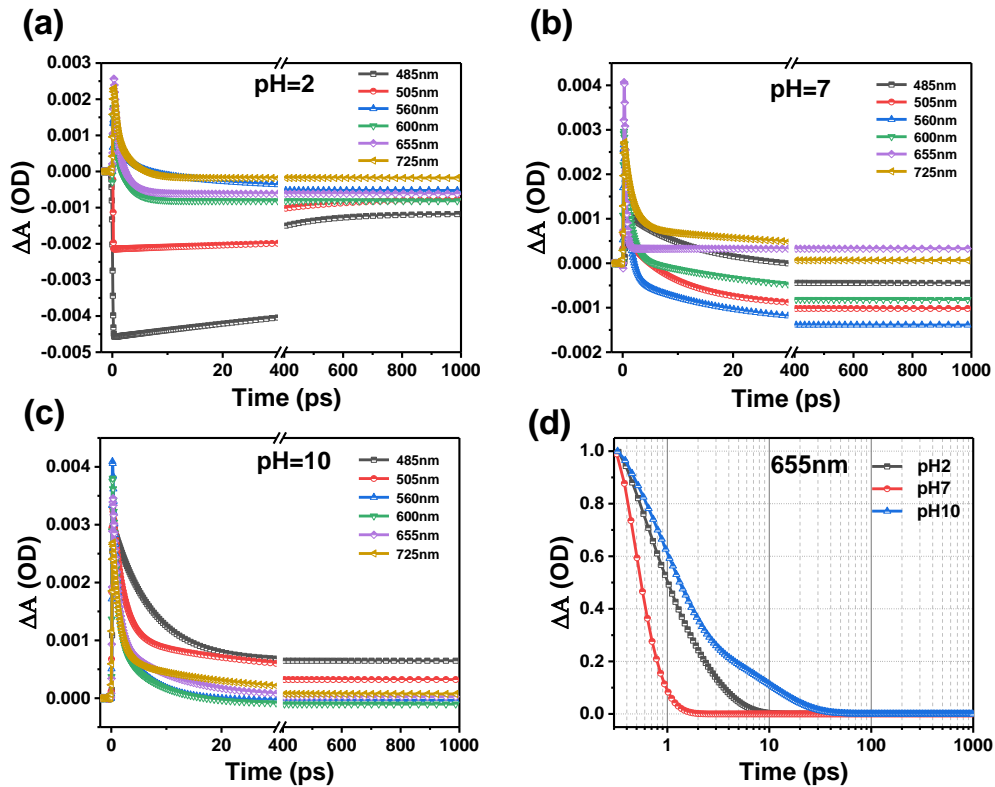 (a)
pH=2
485nm
505nm
560nm
600nm
655nm
725nm
0.003
0.002
0.001
0.000
-0.001
-0.002
-0.004
-0.005
ΔA (OD)
0 20 400 400 600 800 1000
Time (ps)
(b)
pH=7
485nm
505nm
560nm
600nm
655nm
725nm
0.005
0.004
0.003
0.001
0.000
-0.001
-0.002
ΔA (OD)
0 20 400 400 600 800 1000
Time (ps)
(c)
pH=10
485nm
505nm
560nm
600nm
655nm
725nm
0.004
0.003
0.002
0.001
0.000
ΔA (OD)
0 20 400 400 600 800 1000
Time (ps)
(d)
655nm
pH2
pH7
pH10
1.0
0.8
0.6
0.4
0.2
0.0
ΔA (OD)
1 10 100 1000
Time (ps)